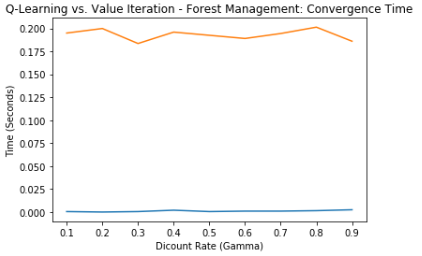 Q-Learning vs. Value Iteration - Forest Management: Convergence Time
0.200
0.175
0.150
0.125
0.100
0.075
0.050
0.025
0.000
Time (Seconds)
0.1 0.2 0.3 0.4 0.5 0.6 0.7 0.8 0.9
Dicount Rate (Gamma)